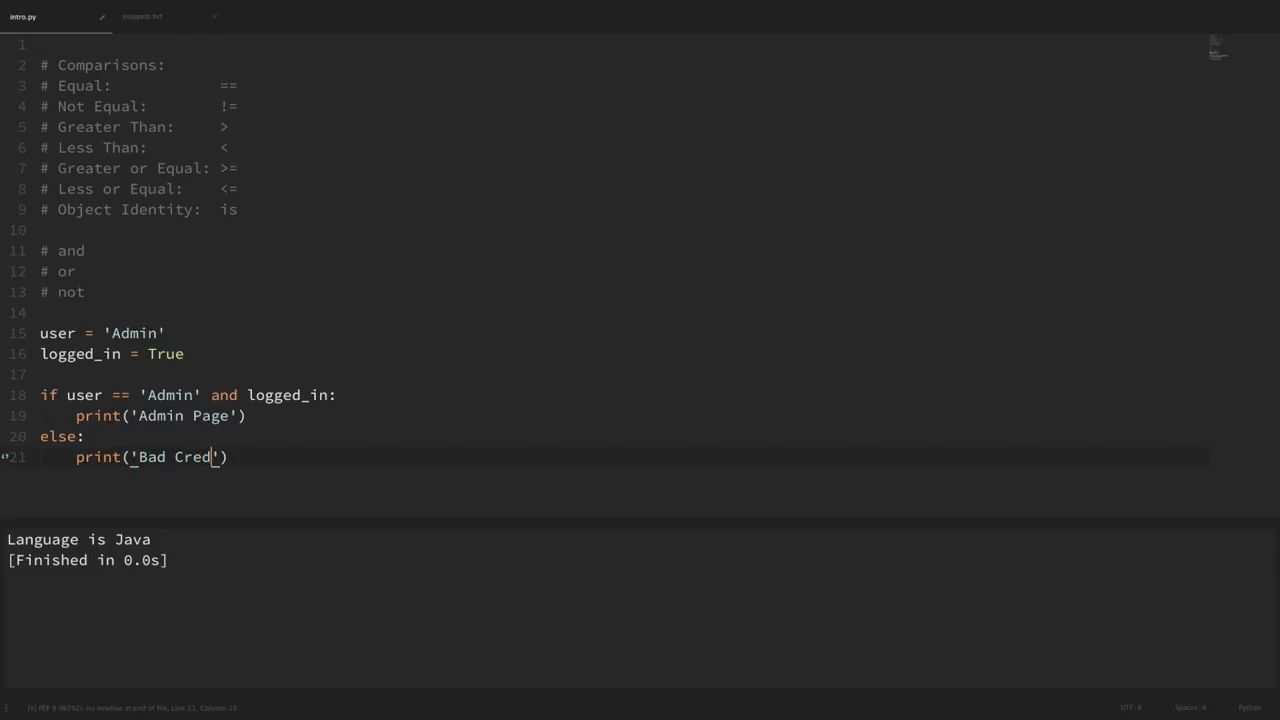 intro.py
snippets.txt
1
2 # Comparisons:
3 # Equal:            ==
4 # Not Equal:        !=
5 # Greater Than:     >
6 # Less Than:        <
7 # Greater or Equal: >=
8 # Less or Equal:    <=
9 # Object Identity:  is
10
11 # and
12 # or
13 # not
14
15 user = 'Admin'
16 logged_in = True
17
18 if user == 'Admin' and logged_in:
19     print('Admin Page')
20 else:
21     print('Bad Cred')
Language is Java
[Finished in 0.0s]
[V] PEP 8 (W292): no newline at end of file, Line 21, Column 20
UTF-8
Spaces: 4
Python